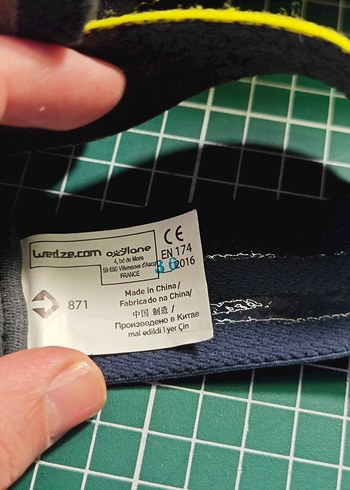 wedze.com
oxylane
4, bd de Mons
59 650 Villeneuve d'Ascq
FRANCE
CE
EN 174
36 2016
871
Made in China /
Fabricado na China/
中国 制造 /
Произведено в Китае
mal edildi i yer Çin